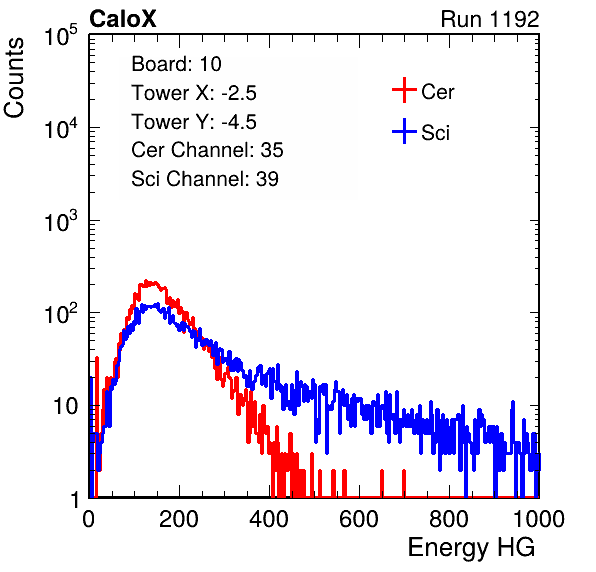 CaloX Run 1192
Counts
10^5
10^4
10^3
10^2
10
1
Board: 10
Tower X: -2.5
Tower Y: -4.5
Cer Channel: 35
Sci Channel: 39
Cer
Sci
0 200 400 600 800 1000
Energy HG